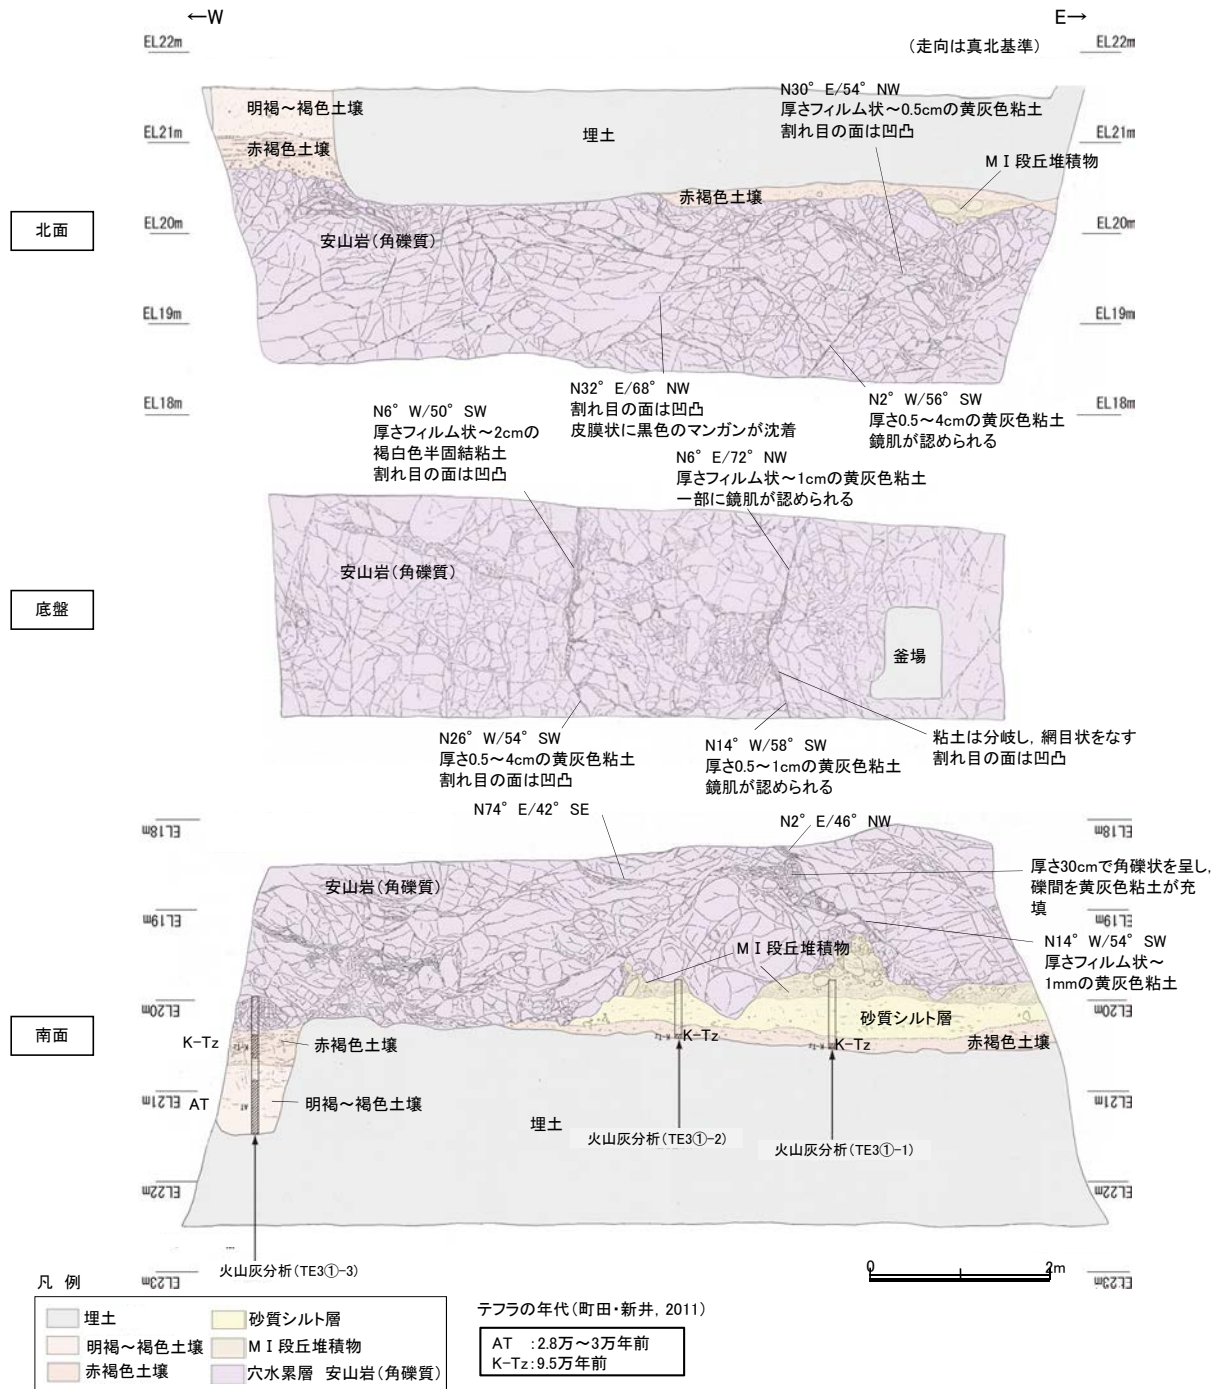 ←W
E→
(走向は真北基準)
EL22m
EL22m
EL21m
EL21m
EL20m
EL20m
EL19m
EL19m
EL18m
EL18m
北面
明褐～褐色土壌
赤褐色土壌
埋土
N30° E/54° NW
厚さフィルム状～0.5cmの黄灰色粘土
割れ目の面は凹凸
MⅠ段丘堆積物
赤褐色土壌
安山岩(角礫質)
N6° W/50° SW
厚さフィルム状～2cmの
褐白色半固結粘土
割れ目の面は凹凸
N32° E/68° NW
割れ目の面は凹凸
皮膜状に黒色のマンガンが沈着
N2° W/56° SW
厚さ0.5～4cmの黄灰色粘土
鏡肌が認められる
N6° E/72° NW
厚さフィルム状～1cmの黄灰色粘土
一部に鏡肌が認められる
底盤
安山岩(角礫質)
釜場
N26° W/54° SW
厚さ0.5～4cmの黄灰色粘土
割れ目の面は凹凸
N14° W/58° SW
厚さ0.5～1cmの黄灰色粘土
鏡肌が認められる
粘土は分岐し, 網目状をなす
割れ目の面は凹凸
南面
EL18m
EL18m
EL19m
EL19m
EL20m
EL20m
EL21m
EL21m
EL22m
EL22m
EL23m
EL23m
N74° E/42° SE
N2° E/46° NW
厚さ30cmで角礫状を呈し,
礫間を黄灰色粘土が充
填
N14° W/54° SW
厚さフィルム状～
1mmの黄灰色粘土
安山岩(角礫質)
MⅠ段丘堆積物
砂質シルト層
赤褐色土壌
K-Tz
K-Tz
K-Tz
K-Tz
K-Tz
K-Tz
赤褐色土壌
AT
AT
明褐～褐色土壌
埋土
火山灰分析(TE3①-2)
火山灰分析(TE3①-1)
火山灰分析(TE3①-3)
0
2m
凡 例
埋土
明褐～褐色土壌
赤褐色土壌
砂質シルト層
MⅠ段丘堆積物
穴水累層 安山岩(角礫質)
テフラの年代(町田・新井, 2011)
AT :2.8万～3万年前
K-Tz:9.5万年前